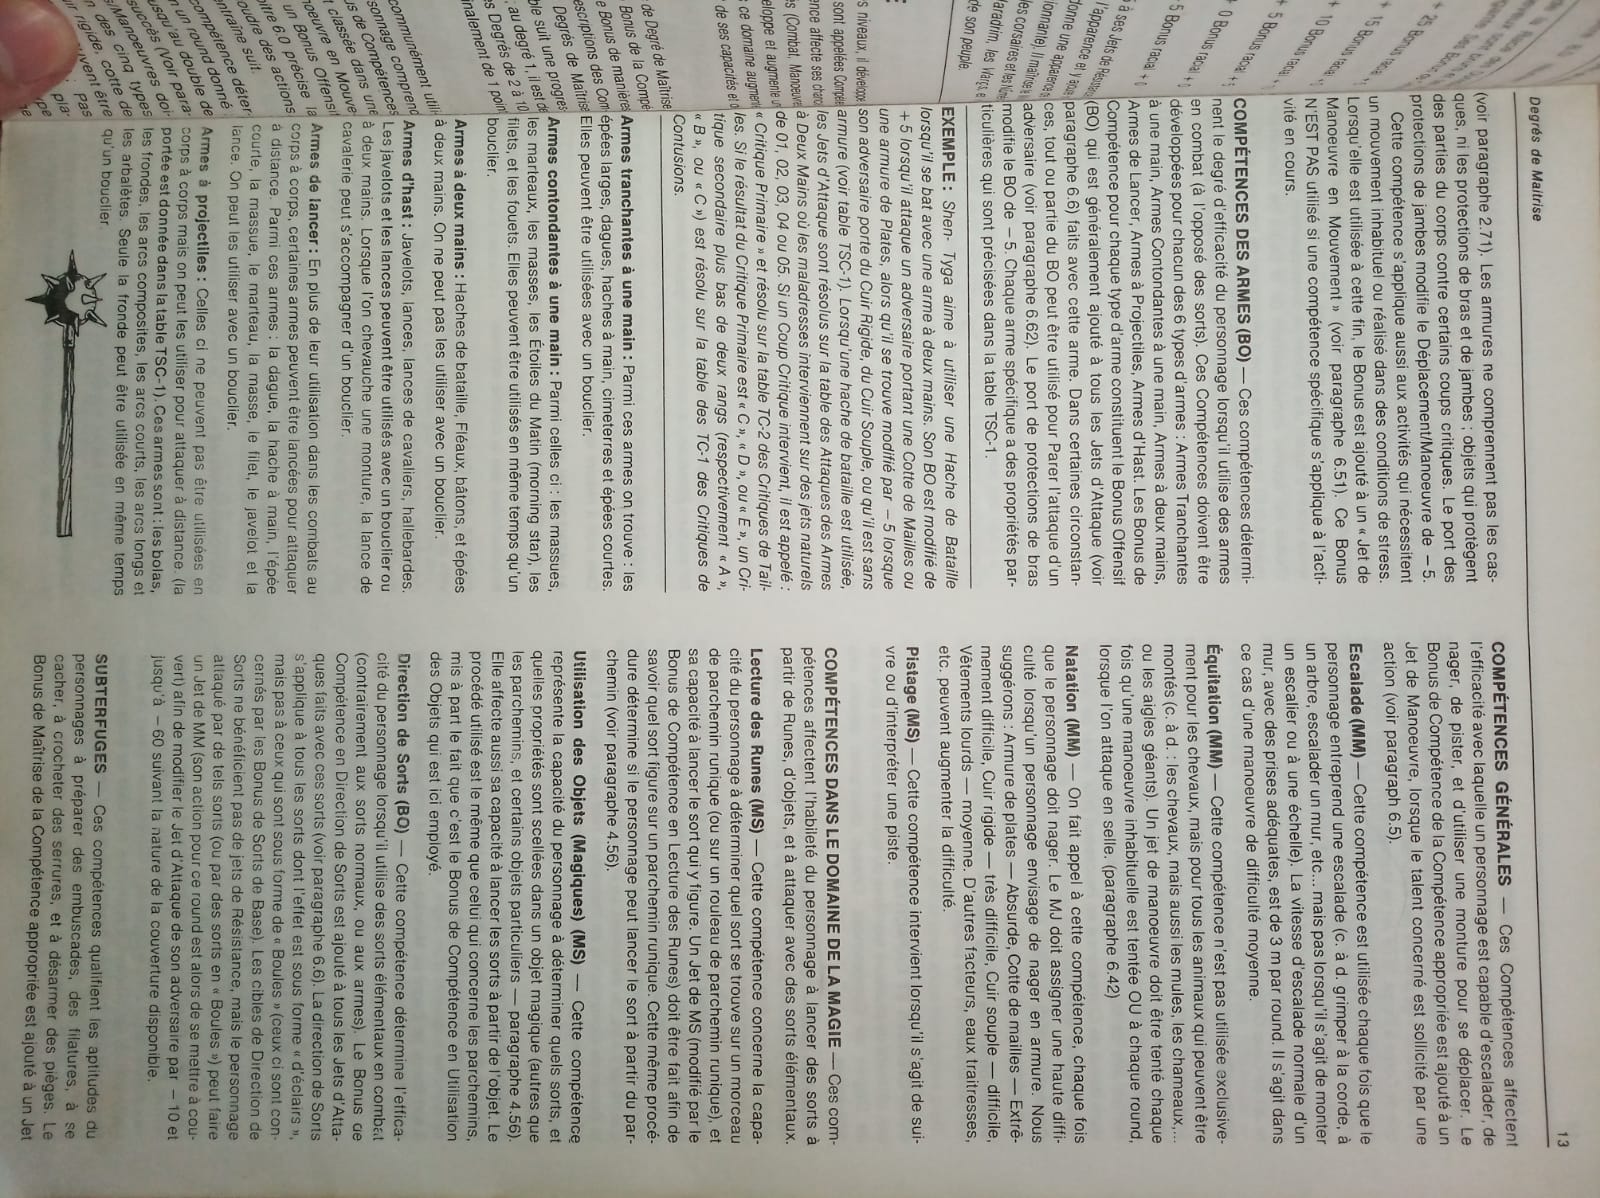 Degrés de Maitrise
13
(voir paragraphe 2.71). Les armures ne comprennent pas les cas-
ques, ni les protections de bras et de jambes ; objets qui protègent
des parties du corps contre certains coups critiques. Le port des
protections de jambes modifie le Déplacement/Manoeuvre de – 5.
Cette compétence s'applique aussi aux activités qui nécessitent
un mouvement inhabituel ou réalisé dans des conditions de stress.
Lorsqu'elle est utilisée à cette fin, le Bonus est ajouté à un « Jet de
Manoeuvre en Mouvement » (voir paragraphe 6.51). Ce Bonus
N'EST PAS utilisé si une compétence spécifique s'applique à l'acti-
vité en cours.
COMPÉTENCES DES ARMES (BO) — Ces compétences détermi-
nent le degré d'efficacité du personnage lorsqu'il utilise des armes
en combat (à l'opposé des sorts). Ces Compétences doivent être
développées pour chacun des 6 types d'armes : Armes Tranchantes
à une main, Armes Contondantes à une main, Armes à deux mains,
Armes de Lancer, Armes à Projectiles, Armes d'Hast. Les Bonus de
Compétence pour chaque type d'arme constituent le Bonus Offensif
(BO) qui est généralement ajouté à tous les Jets d'Attaque (voir
paragraphe 6.6) faits avec cette arme. Dans certaines circonstan-
ces, tout ou partie du BO peut être utilisé pour Parer l'attaque d'un
adversaire (voir paragraphe 6.62). Le port de protections de bras
modifie le BO de – 5. Chaque arme spécifique a des propriétés par-
ticulières qui sont précisées dans la table TSC-1.
EXEMPLE : Shen- Tyga aime à utiliser une Hache de Bataille
lorsqu'il se bat avec une arme à deux mains. Son BO est modifié de
+ 5 lorsqu'il attaque un adversaire portant une Cotte de Mailles ou
une armure de Plates, alors qu'il se trouve modifié par – 5 lorsque
son adversaire porte du Cuir Rigide, du Cuir Souple, ou qu'il est sans
armure (voir table TSC-1). Lorsqu'une hache de bataille est utilisée,
les Jets d'Attaque sont résolus sur la table des Attaques des Armes
à Deux Mains où les maladresses interviennent sur des jets naturels
de 01, 02, 03, 04 ou 05. Si un Coup Critique intervient, il est appelé :
« Critique Primaire » et résolu sur la table TC-2 des Critiques de Tail-
les. Si le résultat du Critique Primaire est « C », « D », ou « E », un Cri-
tique secondaire plus bas de deux rangs (respectivement « A »,
« B », ou « C ») est résolu sur la table des TC-1 des Critiques de
Contusions.
Armes tranchantes à une main : Parmi ces armes on trouve : les
épées larges, dagues, haches à main, cimeterres et épées courtes.
Elles peuvent être utilisées avec un bouclier.
Armes contondantes à une main : Parmi celles ci : les massues,
les marteaux, les masses, les Étoiles du Matin (morning star), les
filets, et les fouets. Elles peuvent être utilisés en même temps qu'un
bouclier.
Armes à deux mains : Haches de bataille, Fléaux, bâtons, et épées
à deux mains. On ne peut pas les utiliser avec un bouclier.
Armes d'hast : Javelots, lances, lances de cavaliers, hallebardes.
Les javelots et les lances peuvent être utilisés avec un bouclier ou
à deux mains. Lorsque l'on chevauche une monture, la lance de
cavalerie peut s'accompagner d'un bouclier.
Armes de lancer : En plus de leur utilisation dans les combats au
corps à corps, certaines armes peuvent être lancées pour attaquer
à distance. Parmi ces armes : la dague, la hache à main, l'épée
courte, la massue, le marteau, la masse, le filet, le javelot et la
lance. On peut les utiliser avec un bouclier.
Armes à projectiles : Celles ci ne peuvent pas être utilisées en
corps à corps mais on peut les utiliser pour attaquer à distance. (la
portée est donnée dans la table TSC-1). Ces armes sont : les bolas,
les frondes, les arcs composites, les arcs courts, les arcs longs et
les arbalètes. Seule la fronde peut être utilisée en même temps
qu'un bouclier.
COMPÉTENCES GÉNÉRALES — Ces Compétences affectent
l'efficacité avec laquelle un personnage est capable d'escalader, de
nager, de pister, et d'utiliser une monture pour se déplacer. Le
Bonus de Compétence de la Compétence appropriée est ajouté à un
Jet de Manoeuvre, lorsque le talent concerné est sollicité par une
action (voir paragraph 6.5).
Escalade (MM) — Cette compétence est utilisée chaque fois que le
personnage entreprend une escalade (c. à d. grimper à la corde, à
un arbre, escalader un mur, etc... mais pas lorsqu'il s'agit de monter
un escalier ou à une échelle). La vitesse d'escalade normale d'un
mur, avec des prises adéquates, est de 3 m par round. Il s'agit dans
ce cas d'une manoeuvre de difficulté moyenne.
Équitation (MM) — Cette compétence n'est pas utilisée exclusive-
ment pour les chevaux, mais pour tous les animaux qui peuvent être
montés (c. à d. : les chevaux, mais aussi les mules, les chameaux,...
ou les aigles géants). Un jet de manoeuvre doit être tenté chaque
fois qu'une manoeuvre inhabituelle est tentée OU à chaque round,
lorsque l'on attaque en selle. (paragraphe 6.42)
Natation (MM) — On fait appel à cette compétence, chaque fois
que le personnage doit nager. Le MJ doit assigner une haute diffi-
culté lorsqu'un personnage envisage de nager en armure. Nous
suggérons : Armure de plates — Absurde, Cotte de mailles — Extrê-
mement difficile, Cuir rigide — très difficile, Cuir souple — difficile,
Vêtements lourds — moyenne. D'autres facteurs, eaux traitresses,
etc. peuvent augmenter la difficulté.
Pistage (MS) — Cette compétence intervient lorsqu'il s'agit de sui-
vre ou d'interpréter une piste.
COMPÉTENCES DANS LE DOMAINE DE LA MAGIE — Ces com-
pétences affectent l'habileté du personnage à lancer des sorts à
partir de Runes, d'objets, et à attaquer avec des sorts élémentaux.
Lecture des Runes (MS) — Cette compétence concerne la capa-
cité du personnage à déterminer quel sort se trouve sur un morceau
de parchemin runique (ou sur un rouleau de parchemin runique), et
sa capacité à lancer le sort qui y figure. Un Jet de MS (modifié par le
Bonus de Compétence en Lecture des Runes) doit être fait afin de
savoir quel sort figure sur un parchemin runique. Cette même procé-
dure détermine si le personnage peut lancer le sort à partir du par-
chemin (voir paragraphe 4.56).
Utilisation des Objets (Magiques) (MS) — Cette compétence
représente la capacité du personnage à déterminer quels sorts, et
quelles propriétés sont scellées dans un objet magique (autres que
les parchemins, et certains objets particuliers — paragraphe 4.56).
Elle affecte aussi sa capacité à lancer les sorts à partir de l'objet. Le
procédé utilisé est le même que celui qui concerne les parchemins,
mis à part le fait que c'est le Bonus de Compétence en Utilisation
des Objets qui est ici employé.
Direction de Sorts (BO) — Cette compétence détermine l'effica-
cité du personnage lorsqu'il utilise des sorts élémentaux en combat
(contrairement aux sorts normaux, ou aux armes). Le Bonus de
Compétence en Direction de Sorts est ajouté à tous les Jets d'Atta-
ques faits avec ces sorts (voir paragraphe 6.6). La direction de Sorts
s'applique à tous les sorts dont l'effet est sous forme « d'éclairs »,
mais pas à ceux qui sont sous forme de « Boules » (ceux ci sont con-
cernés par les Bonus de Sorts de Base). Les cibles de Direction de
Sorts ne bénéficient pas de jets de Résistance, mais le personnage
attaqué par de tels sorts (ou par des sorts en « Boules ») peut faire
un Jet de MM (son action pour ce round est alors de se mettre à cou-
vert) afin de modifier le Jet d'Attaque de son adversaire par – 10 et
jusqu'à – 60 suivant la nature de la couverture disponible.
SUBTERFUGES — Ces compétences qualifient les aptitudes du
personnages à préparer des embuscades, des filatures, à se
cacher, à crocheter des serrures, et à désarmer des pièges. Le
Bonus de Maîtrise de la Compétence appropriée est ajouté à un Jet